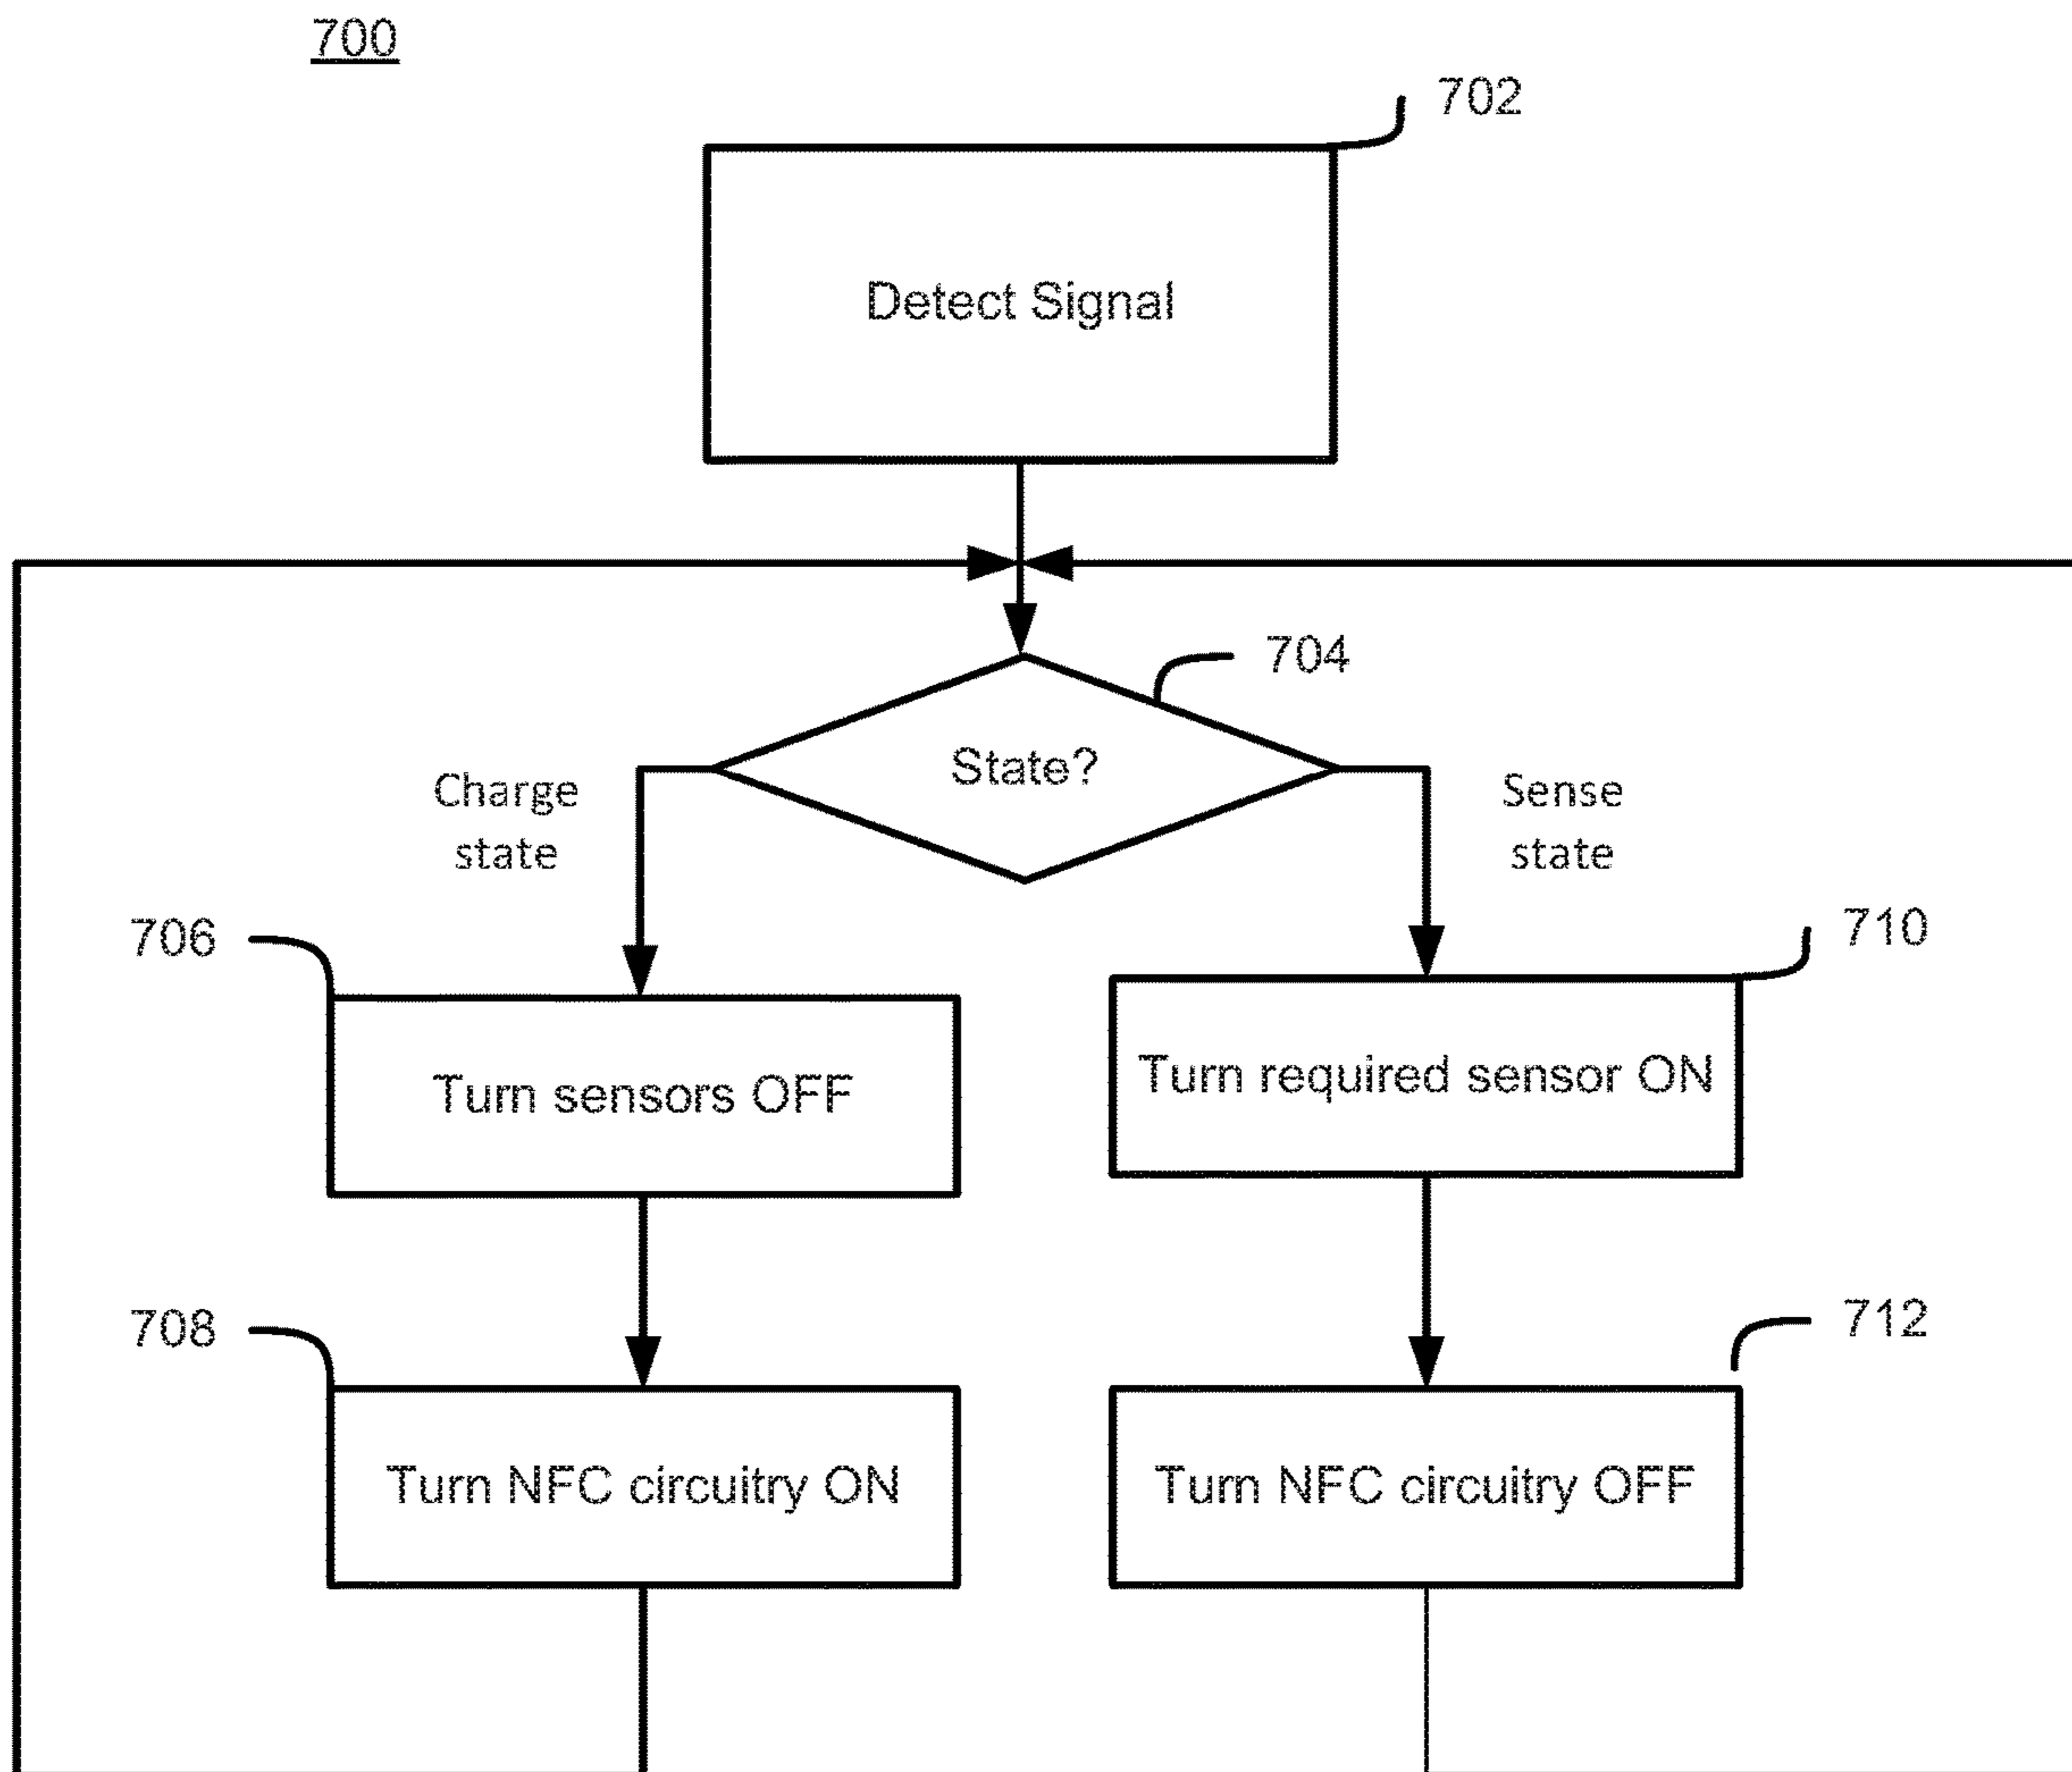 700
702
Detect Signal
704
State?
Charge
state
Sense
state
706
710
Turn sensors OFF
Turn required sensor ON
708
712
Turn NFC circuitry ON
Turn NFC circuitry OFF